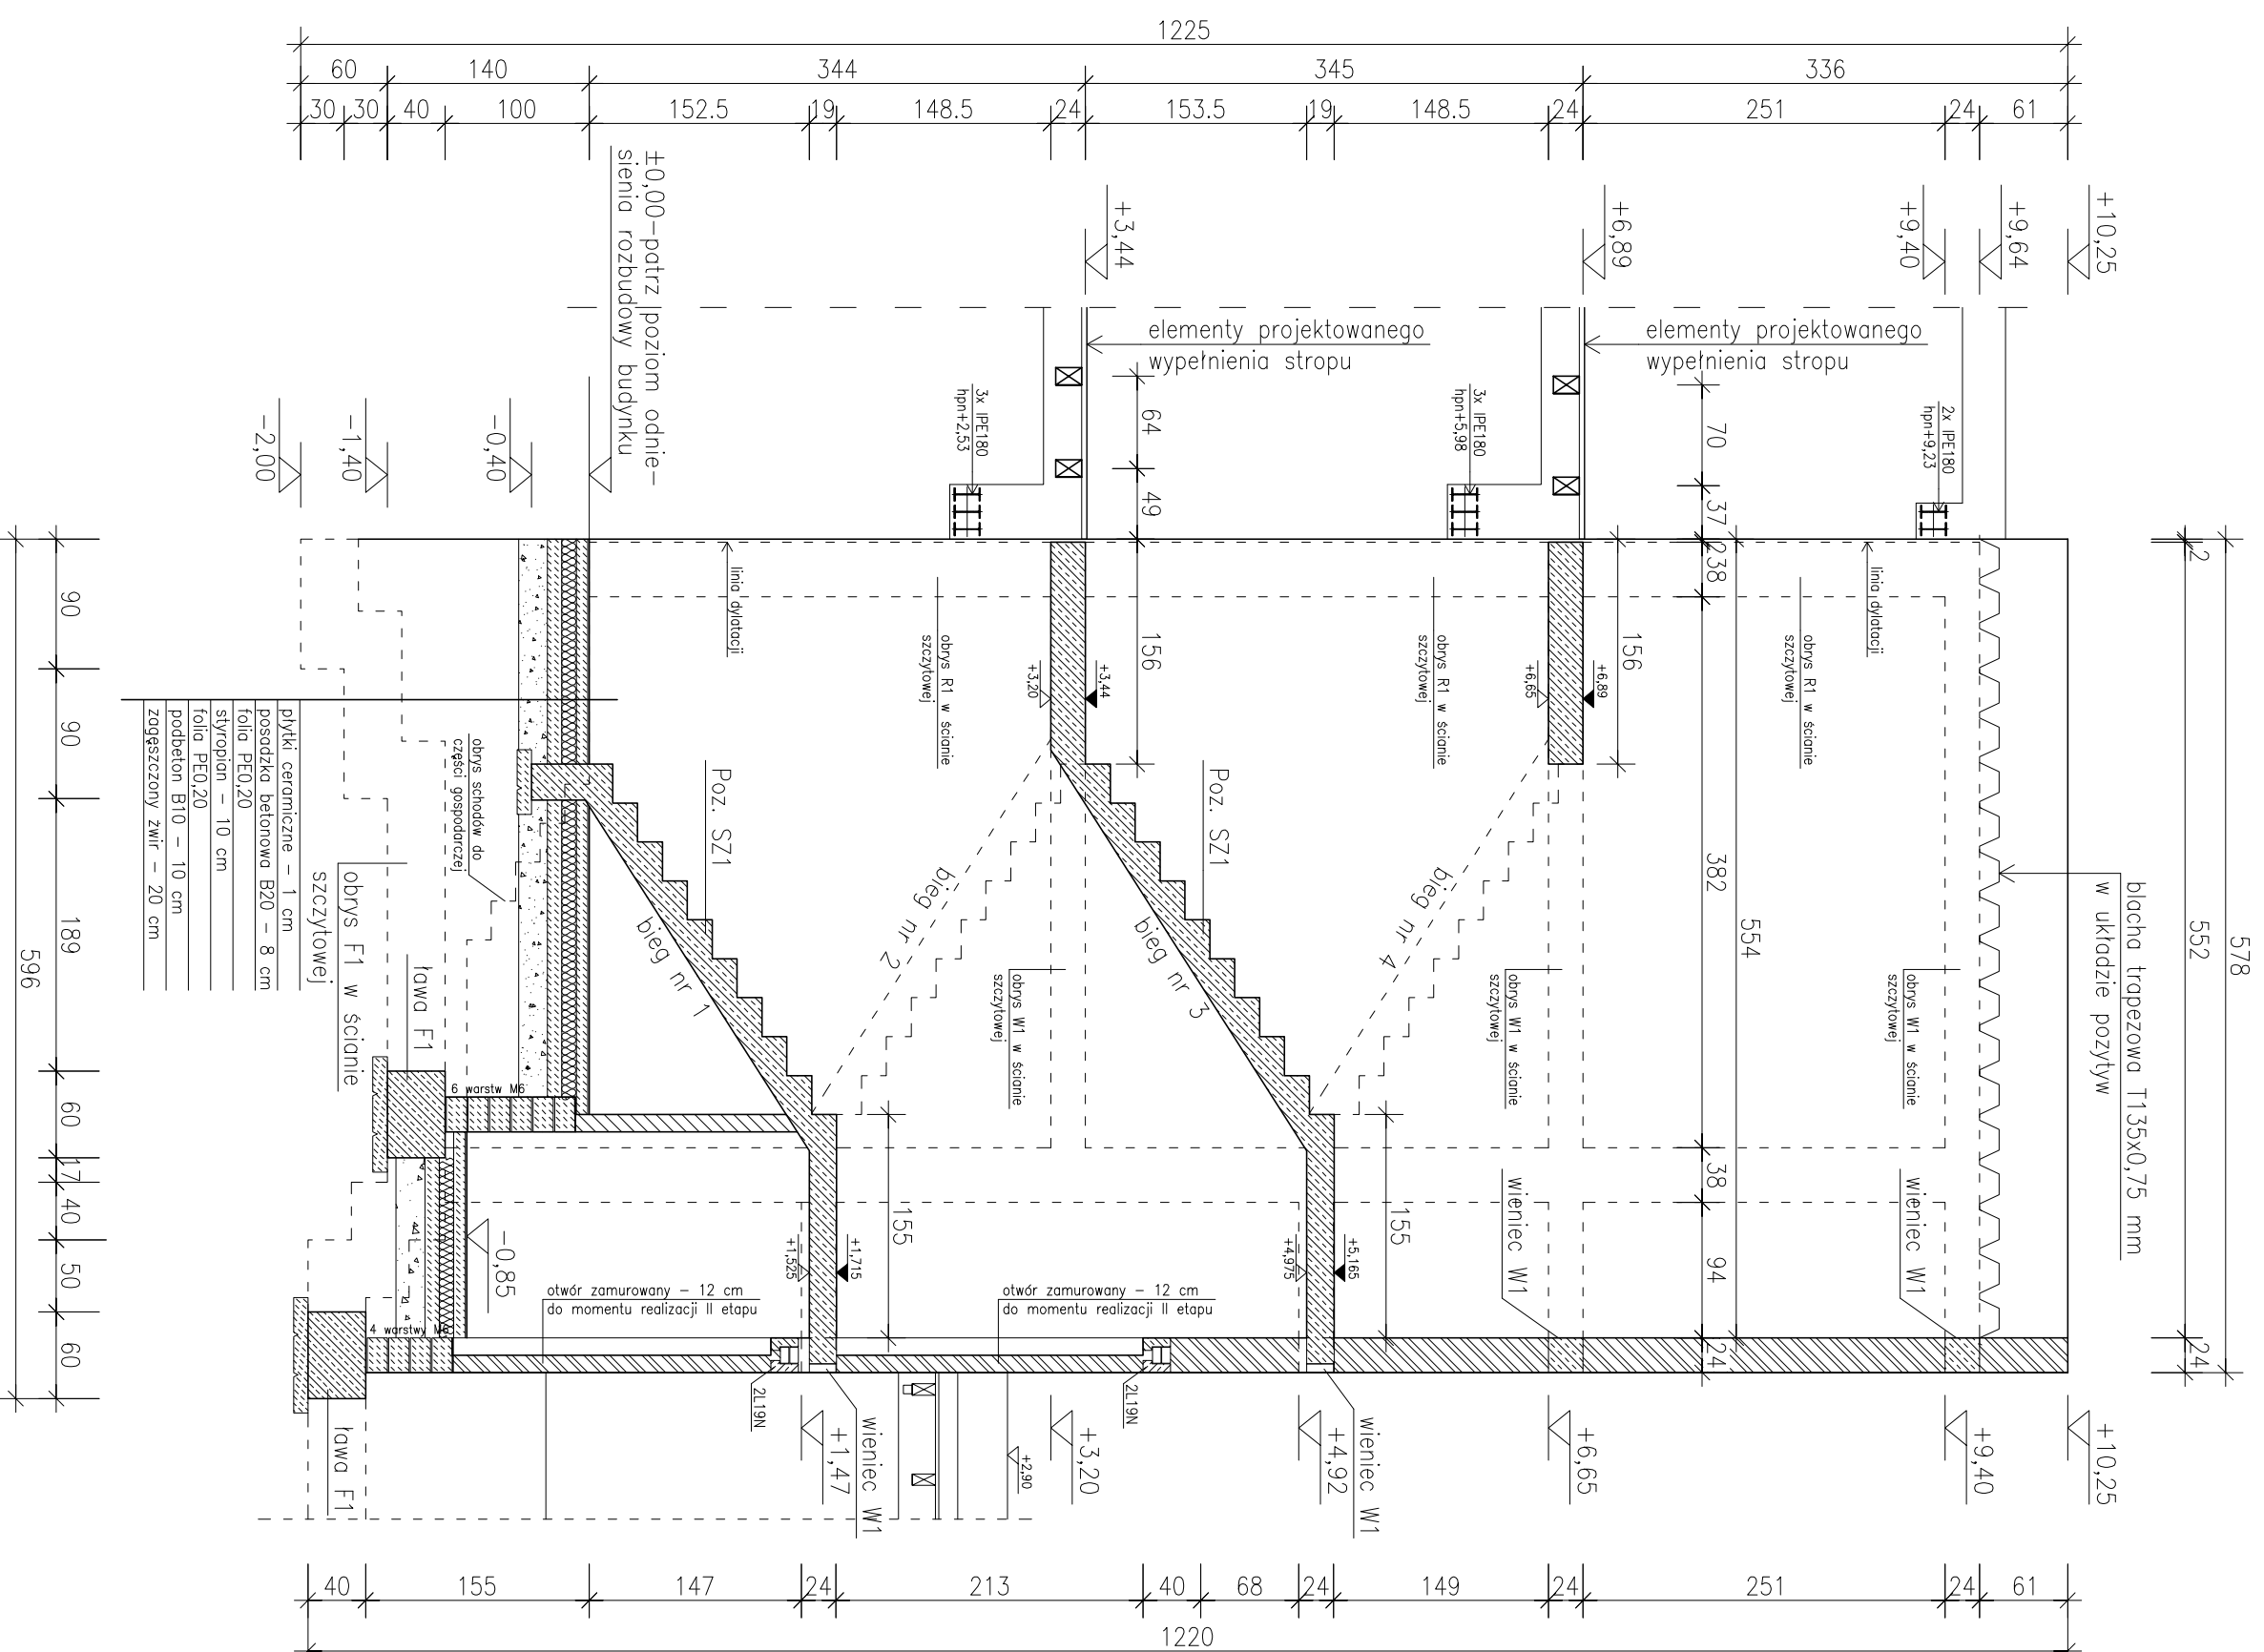 1225
60
140
344
345
336
30
30
40
100
152.5
19
148.5
24
153.5
19
148.5
24
251
24
61
±0,00-patrz poziom odnie-
sienia rozbudowy budynku
+3,44
+6,89
+9,40
+9,64
+10,25
-2,00
-1,40
-0,40
elementy projektowanego
wypełnienia stropu
elementy projektowanego
wypełnienia stropu
3x IPE180
hpn+2,53
3x IPE180
hpn+5,98
2x IPE180
hpn+9,23
64
49
70
37
2
38
382
38
94
24
554
2
552
24
578
156
156
linia dylatacji
linia dylatacji
obrys R1 w ścianie
szczytowej
obrys R1 w ścianie
szczytowej
obrys R1 w ścianie
szczytowej
+3,44
+3,20
+6,89
+6,65
90
90
189
60
17
40
50
60
596
płytki ceramiczne - 1 cm
posadzka betonowa B20 - 8 cm
folia PE0,20
styropian - 10 cm
folia PE0,20
podbeton B10 - 10 cm
zagęszczony żwir - 20 cm
obrys schodów do
części gospodarczej
obrys F1 w ścianie
szczytowej
ława F1
Poz. SZ1
Poz. SZ1
bieg nr 1
bieg nr 2
bieg nr 3
bieg nr 4
obrys W1 w ścianie
szczytowej
obrys W1 w ścianie
szczytowej
obrys W1 w ścianie
szczytowej
blacha trapezowa T135x0,75 mm
w układzie pozytyw
6 warstw M6
4 warstwy M6
-0,85
155
155
+1,715
+1,525
+5,165
+4,975
otwór zamurowany - 12 cm
do momentu realizacji II etapu
otwór zamurowany - 12 cm
do momentu realizacji II etapu
wieniec W1
wieniec W1
2L19N
2L19N
ława F1
+1,47
wieniec W1
+2,90
+3,20
+4,92
wieniec W1
+6,65
+9,40
+10,25
40
155
147
24
213
40
68
24
149
24
251
24
61
1220